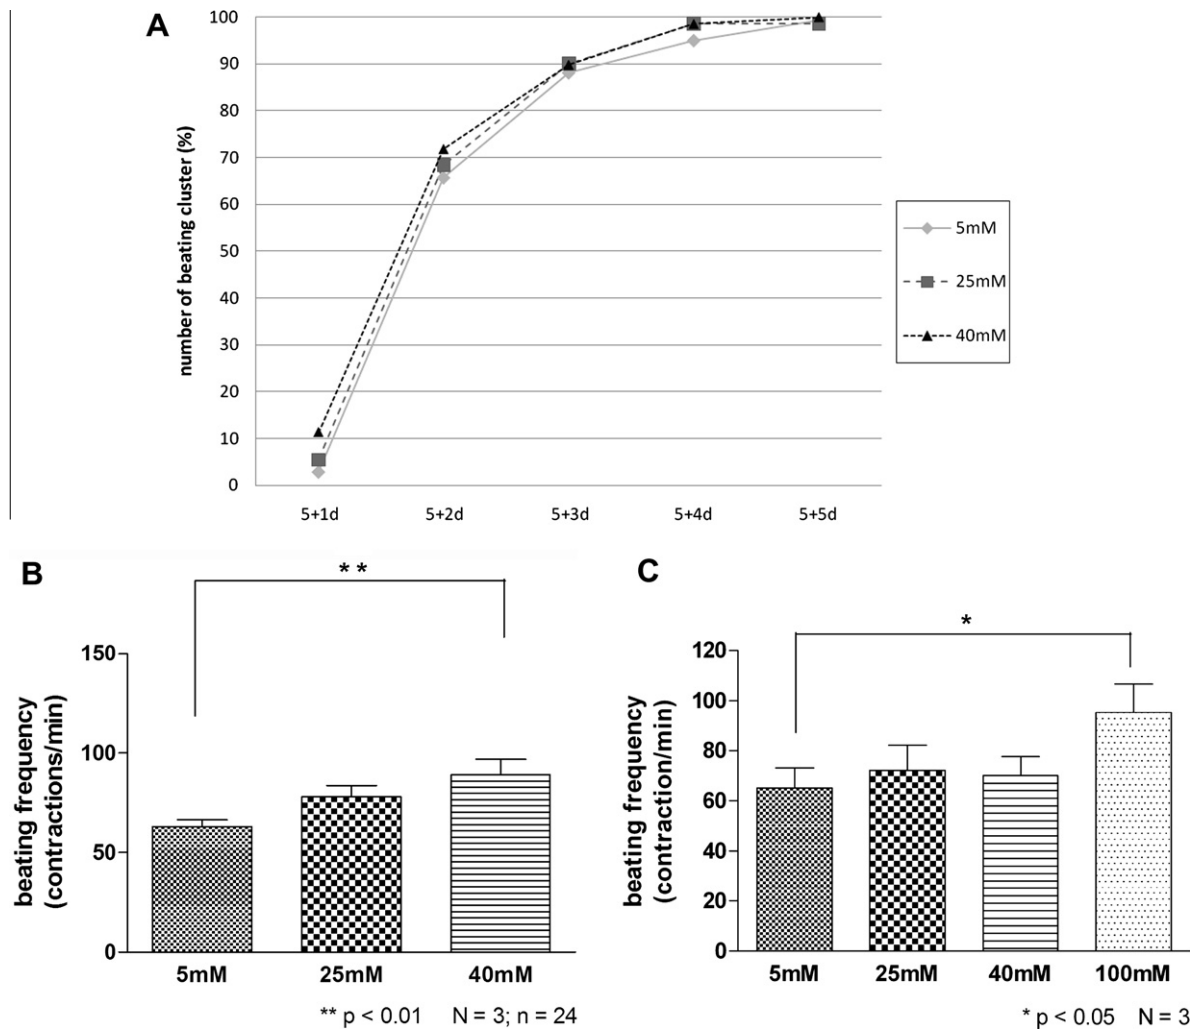 A
number of beating cluster (%)
100
90
80
70
60
50
40
30
20
10
0
5+1d 5+2d 5+3d 5+4d 5+5d
5mM
25mM
40mM
B
**
beating frequency
(contractions/min)
150
100
50
0
5mM 25mM 40mM
** p < 0.01 N = 3; n = 24
C
*
beating frequency
(contraction/min)
120
100
80
60
40
20
0
5mM 25mM 40mM 100mM
* p < 0.05 N = 3